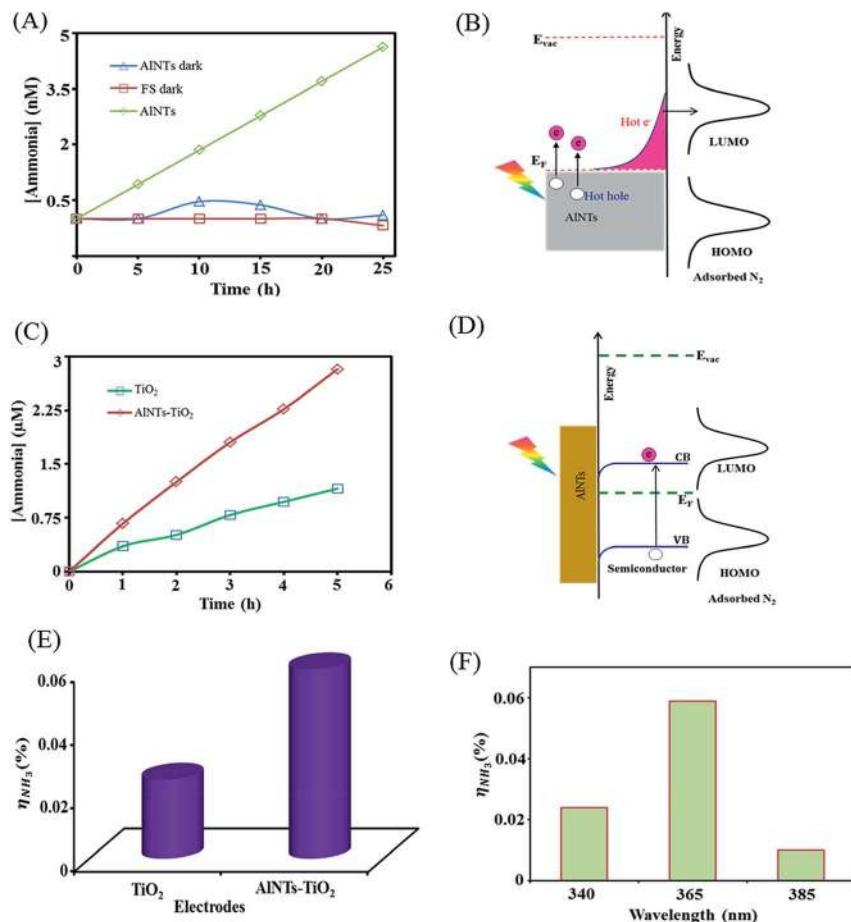 (A)
5
3.5
2
0.5
[Ammonia] (nM)
AlNTs dark
FS dark
AlNTs
0 5 10 15 20 25
Time (h)
(B)
E_vac
Energy
Hot e⁻
E_F
e
e
Hot hole
AlNTs
LUMO
HOMO
Adsorbed N₂
(C)
3
2.25
1.5
0.75
0
[Ammonia] (µM)
TiO₂
AlNTs-TiO₂
0 1 2 3 4 5 6
Time (h)
(D)
E_vac
Energy
AlNTs
e
CB
E_F
VB
Semiconductor
LUMO
HOMO
Adsorbed N₂
(E)
0.06
0.04
0.02
0
η_NH₃(%)
TiO₂ AlNTs-TiO₂
Electrodes
(F)
0.06
0.04
0.02
0
η_NH₃(%)
340 365 385
Wavelength (nm)